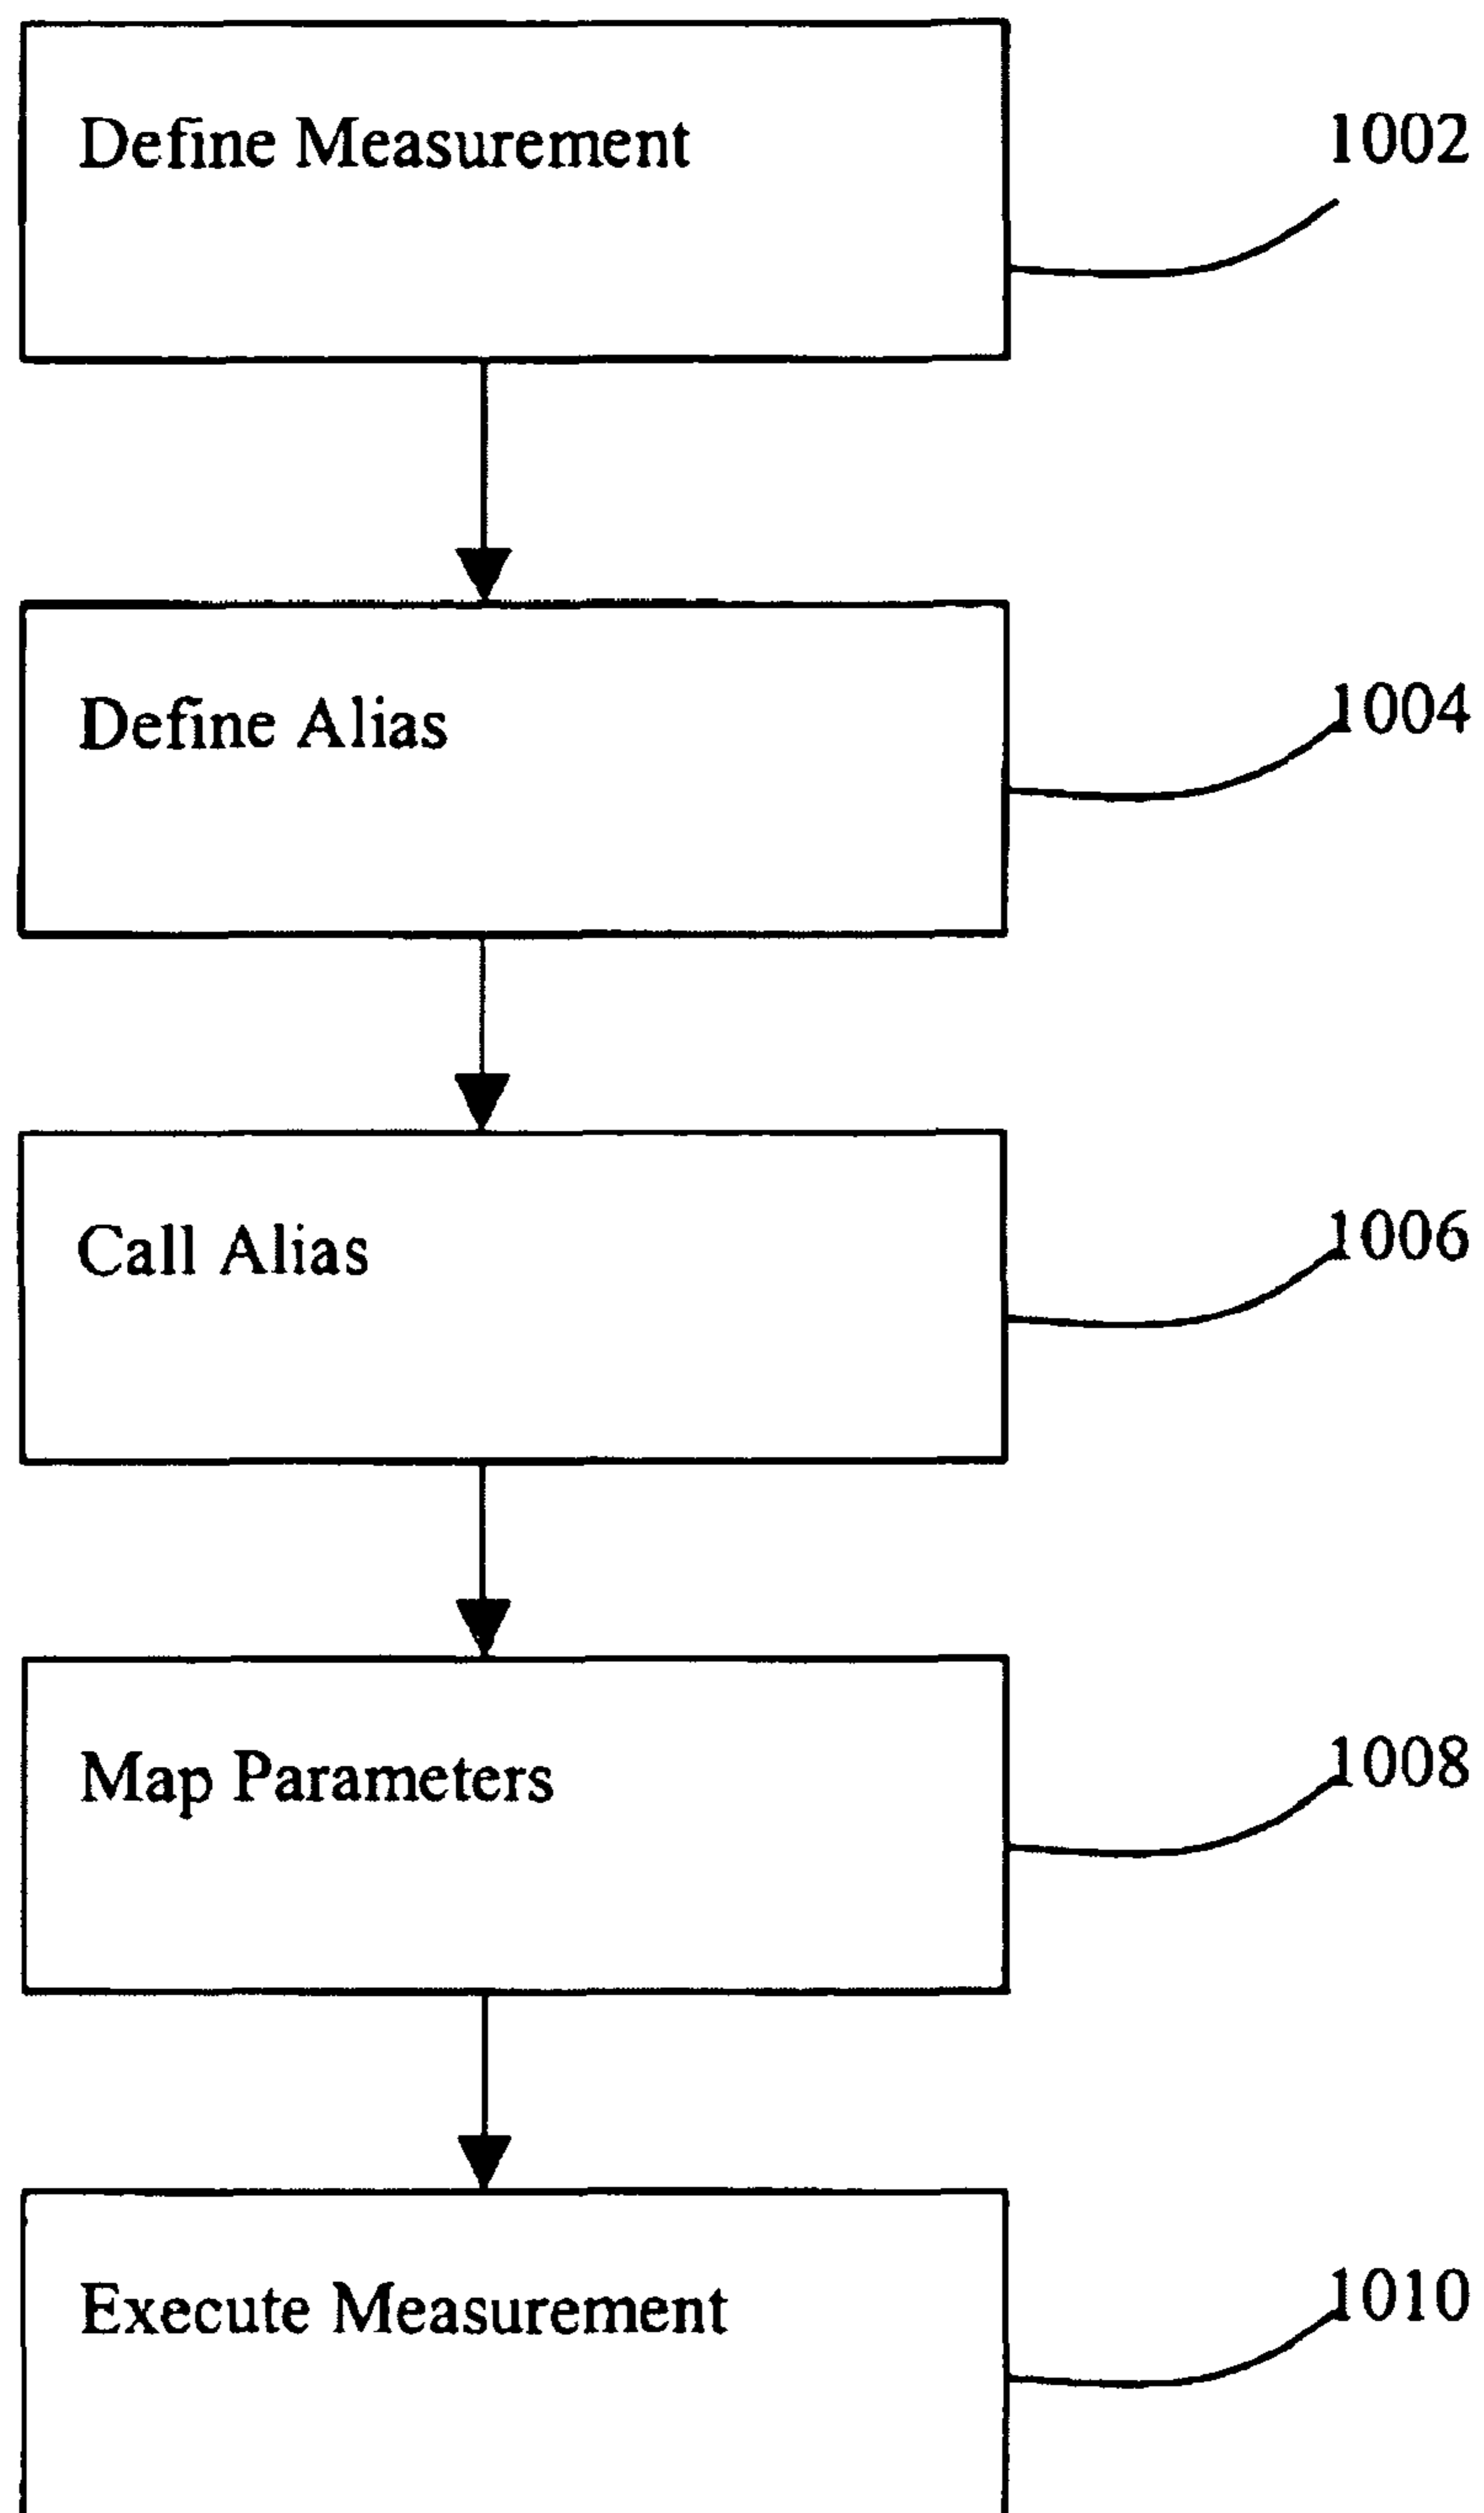 Define Measurement
1002
Define Alias
1004
Call Alias
1006
Map Parameters
1008
Execute Measurement
1010